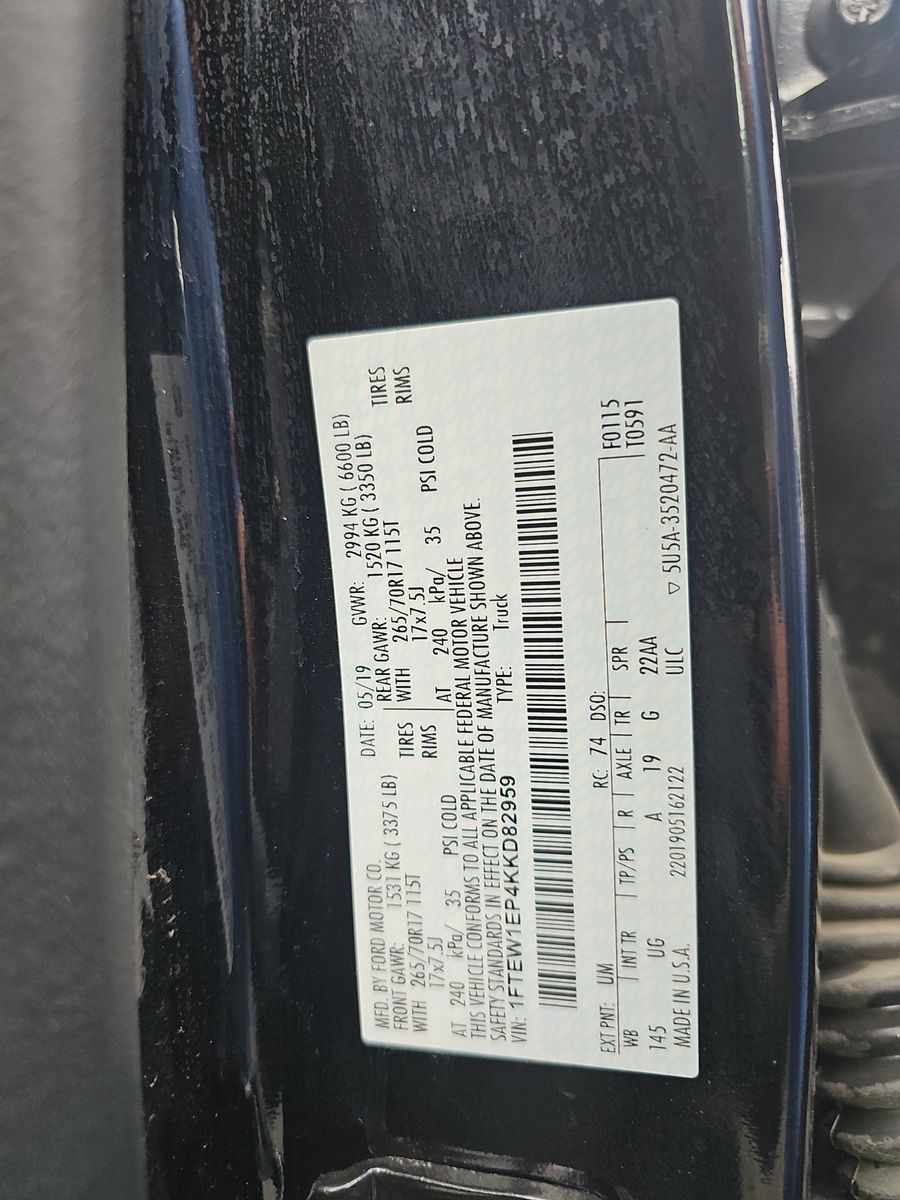 MFD. BY FORD MOTOR CO. DATE: 05/19 GVWR: 2994 KG ( 6600 LB)
FRONT GAWR: 1531 KG ( 3375 LB) REAR GAWR: 1520 KG ( 3350 LB)
WITH 265/70R17 115T TIRES WITH 265/70R17 115T TIRES
17x7.5J RIMS 17x7.5J RIMS
AT 240 kPa/ 35 PSI COLD AT 240 kPa/ 35 PSI COLD
THIS VEHICLE CONFORMS TO ALL APPLICABLE FEDERAL MOTOR VEHICLE
SAFETY STANDARDS IN EFFECT ON THE DATE OF MANUFACTURE SHOWN ABOVE.
VIN: 1FTEW1EP4KKD82959 TYPE: Truck
EXT PNT: UM RC: 74 DSO: F0115
WB INT TR TP/PS R AXLE TR SPR T0591
145 UG A 19 G 22AA
MADE IN U.S.A. 2201905162122 ULC ▽ 5U5A-3520472-AA